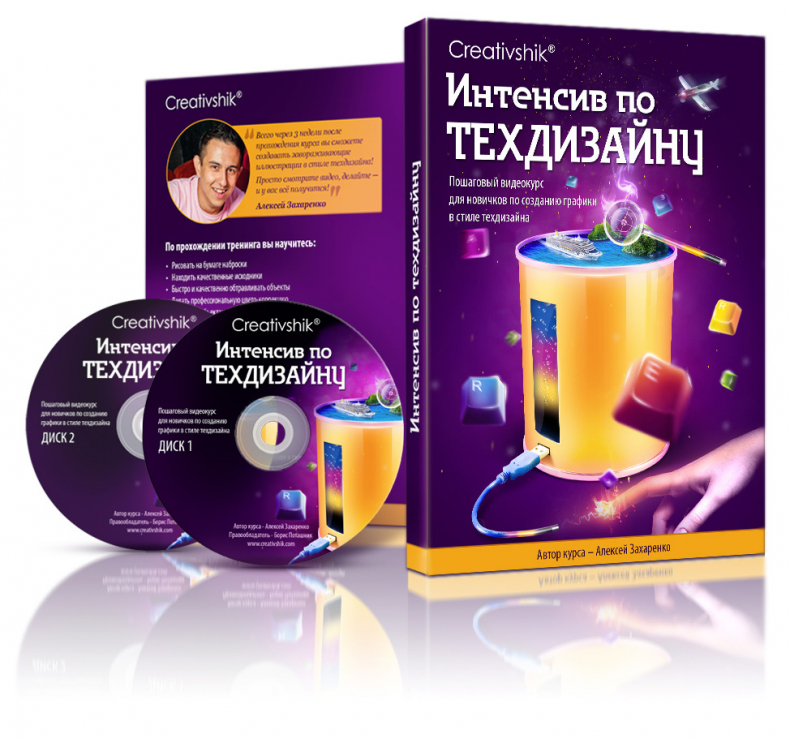 Creativshik®
Всего через 3 недели после
прохождения курса вы сможете
создавать завораживающие
иллюстрации в стиле техдизайна!
Просто смотрите видео, делайте –
и у вас всё получится!
Алексей Захаренко
По прохождении тренинга вы научитесь:
• Рисовать на бумаге наброски
• Находить качественные исходники
• Быстро и качественно обтравливать объекты
Creativshik®
Интенсив по
ТЕХДИЗАЙНУ
Пошаговый видеокурс
для новичков по созданию графики
в стиле техдизайна
R
E
Автор курса – Алексей Захаренко
Интенсив по техдизайну
Creativshik®
Интенсив
ТЕХДИЗ
Пошаговый видеокурс
для новичков по созданию
графики в стиле техдизайна
ДИСК 2
Автор курса - Алексей Захаренко
Правообладатель - Борис Поташник
www.creativshik.com
Creativshik®
Интенсив по
ТЕХДИЗАЙНУ
Пошаговый видеокурс
для новичков по созданию
графики в стиле техдизайна
ДИСК 1
R
Автор курса - Алексей Захаренко
Правообладатель - Борис Поташник
www.creativshik.com